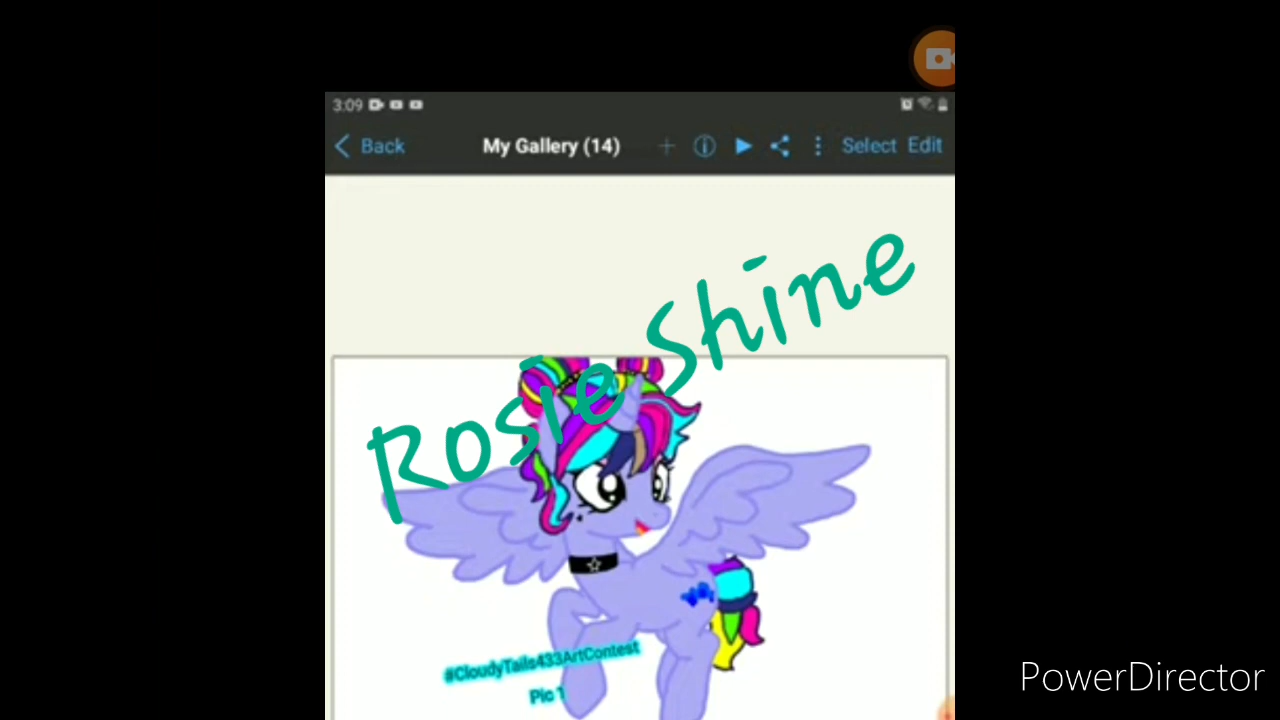 3:09
Back My Gallery (14) Select Edit
Rosie Shine
#CloudyTails433ArtContest
Pic 1
PowerDirector